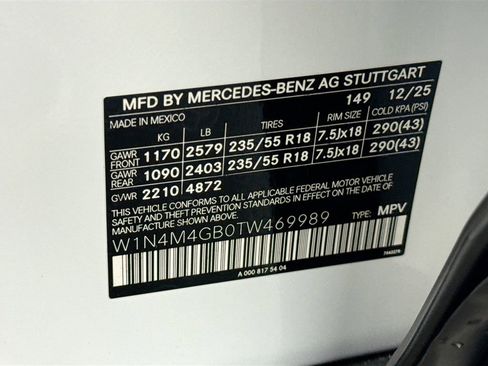 MFD BY MERCEDES-BENZ AG STUTTGART
149 12/25
MADE IN MEXICO
KG LB TIRES RIM SIZE COLD KPA (PSI)
GAWR FRONT 1170 2579 235/55 R18 7.5Jx18 290(43)
GAWR REAR 1090 2403 235/55 R18 7.5Jx18 290(43)
GVWR 2210 4872
THIS VEHICLE CONFORMS TO ALL APPLICABLE FEDERAL MOTOR VEHICLE
SAFETY AND THEFT PREVENTION STANDARDS IN EFFECT ON THE DATE OF
MANUFACTURE SHOWN ABOVE.
W1N4M4GB0TW469989 TYPE: MPV
A 000 817 54 04